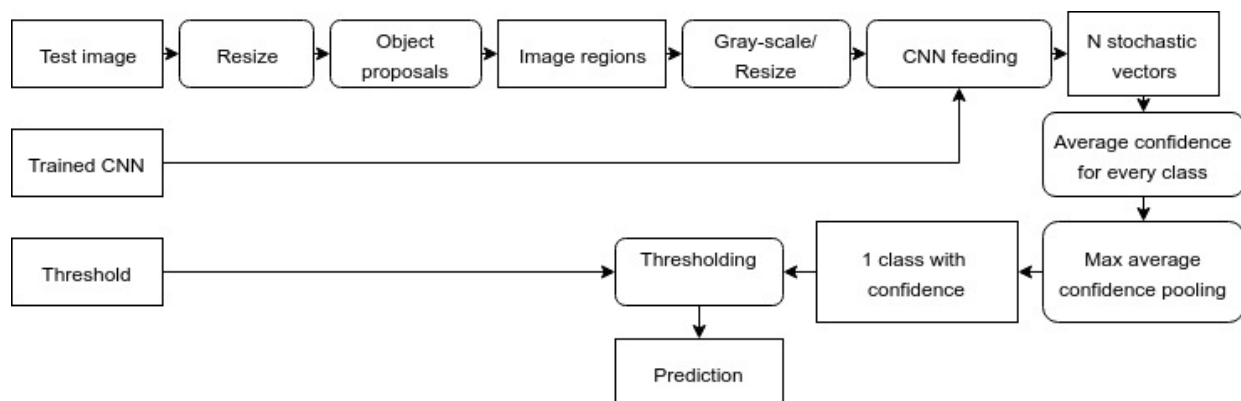 Test image
Resize
Object
proposals
Image regions
Gray-scale/
Resize
CNN feeding
N stochastic
vectors
Trained CNN
Average confidence
for every class
Threshold
Thresholding
1 class with
confidence
Max average
confidence pooling
Prediction